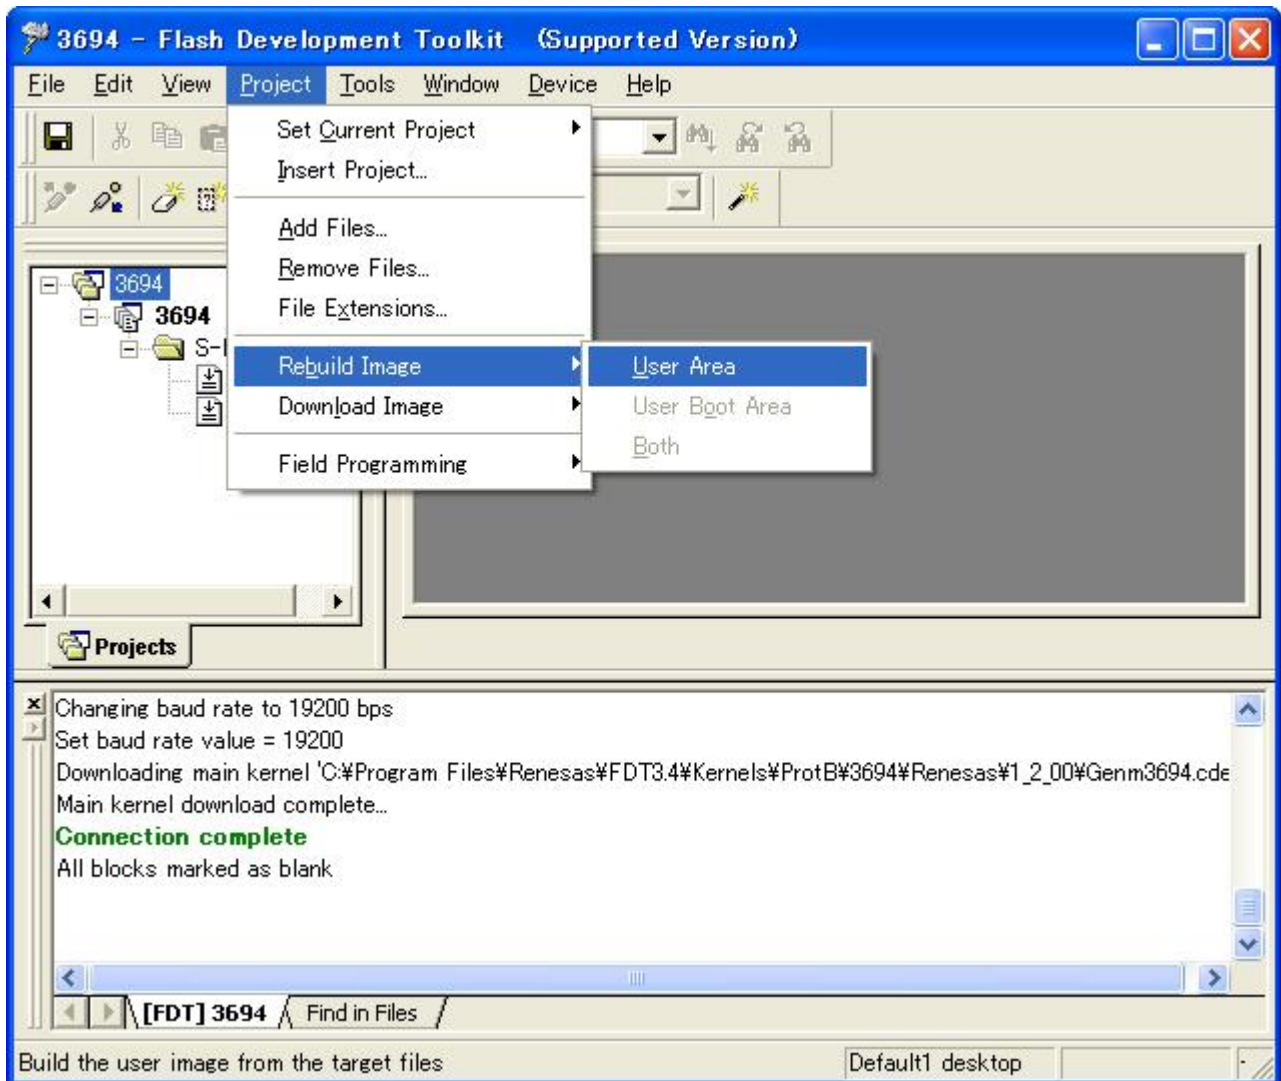 3694 - Flash Development Toolkit (Supported Version)
File Edit View Project Tools Window Device Help
Set Current Project
Insert Project...
Add Files...
Remove Files...
File Extensions...
Rebuild Image
Download Image
Field Programming
User Area
User Boot Area
Both
3694
3694
Projects
Changing baud rate to 19200 bps
Set baud rate value = 19200
Downloading main kernel 'C:¥Program Files¥Renesas¥FDT3.4¥Kernels¥ProtB¥3694¥Renesas¥1_2_00¥Genm3694.cde
Main kernel download complete...
Connection complete
All blocks marked as blank
[FDT] 3694 Find in Files
Build the user image from the target files Default1 desktop